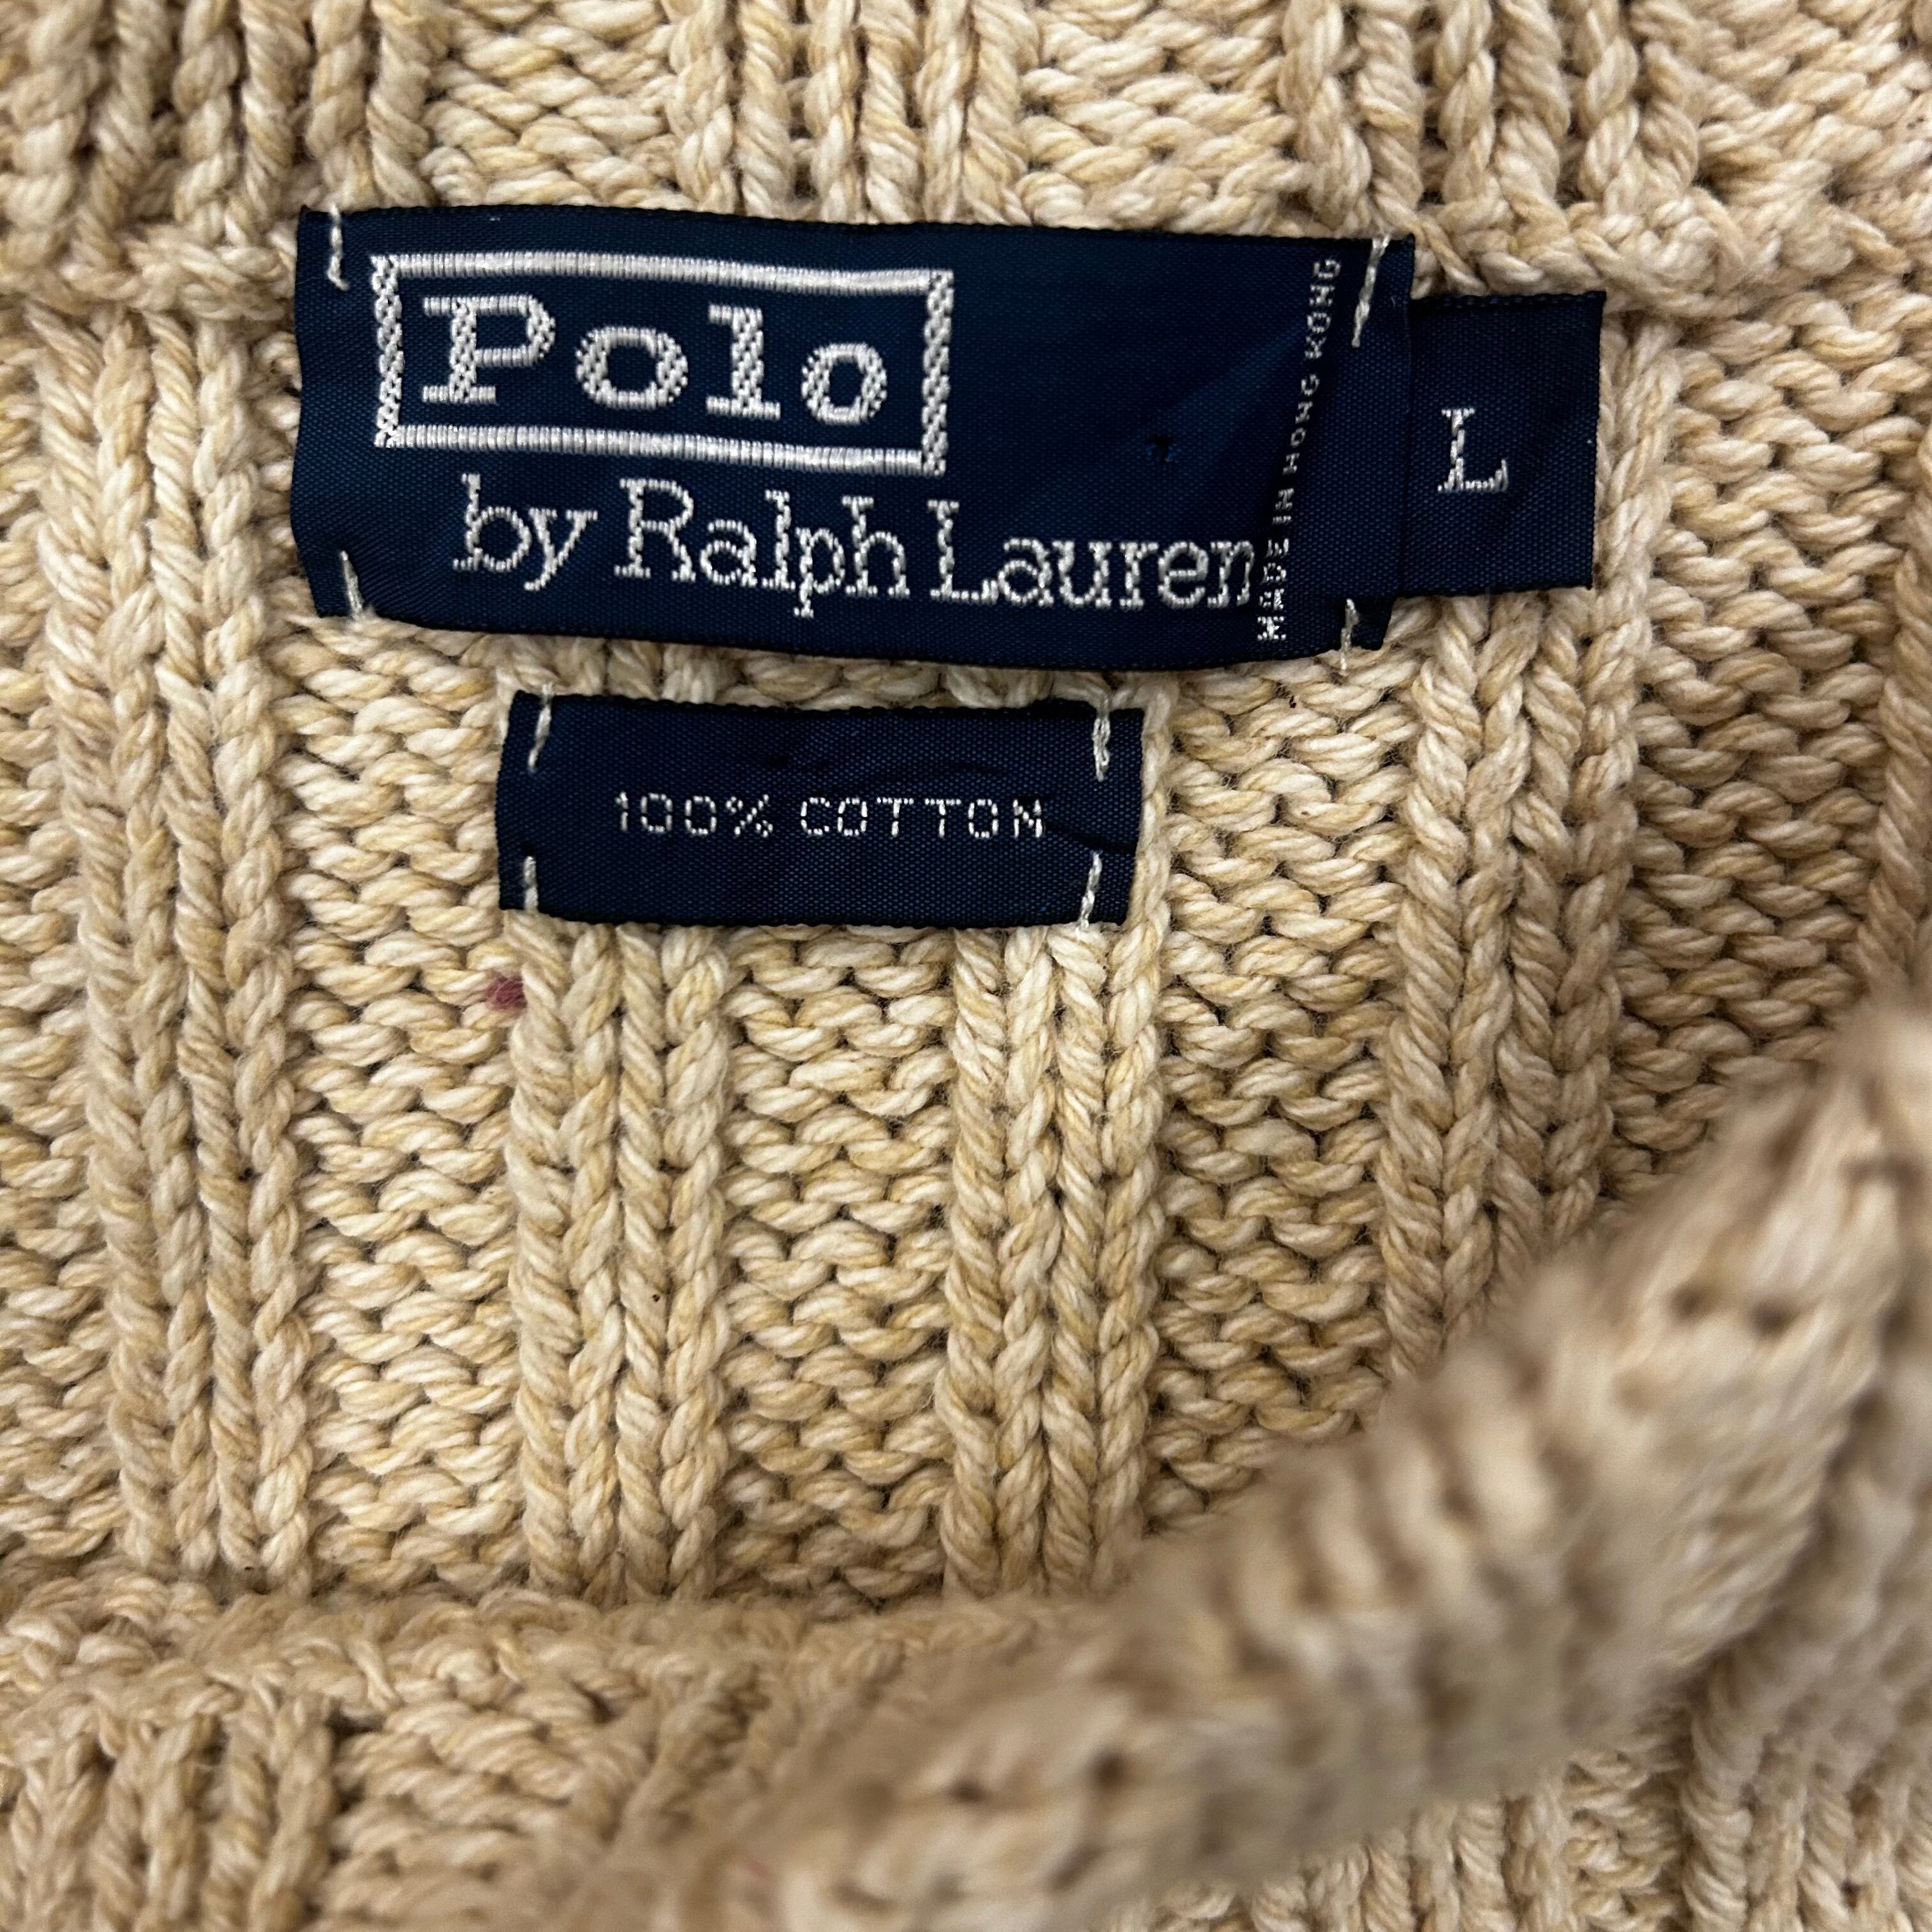 Polo
by Ralph Lauren
MADE IN HONG KONG
L
100% COTTON